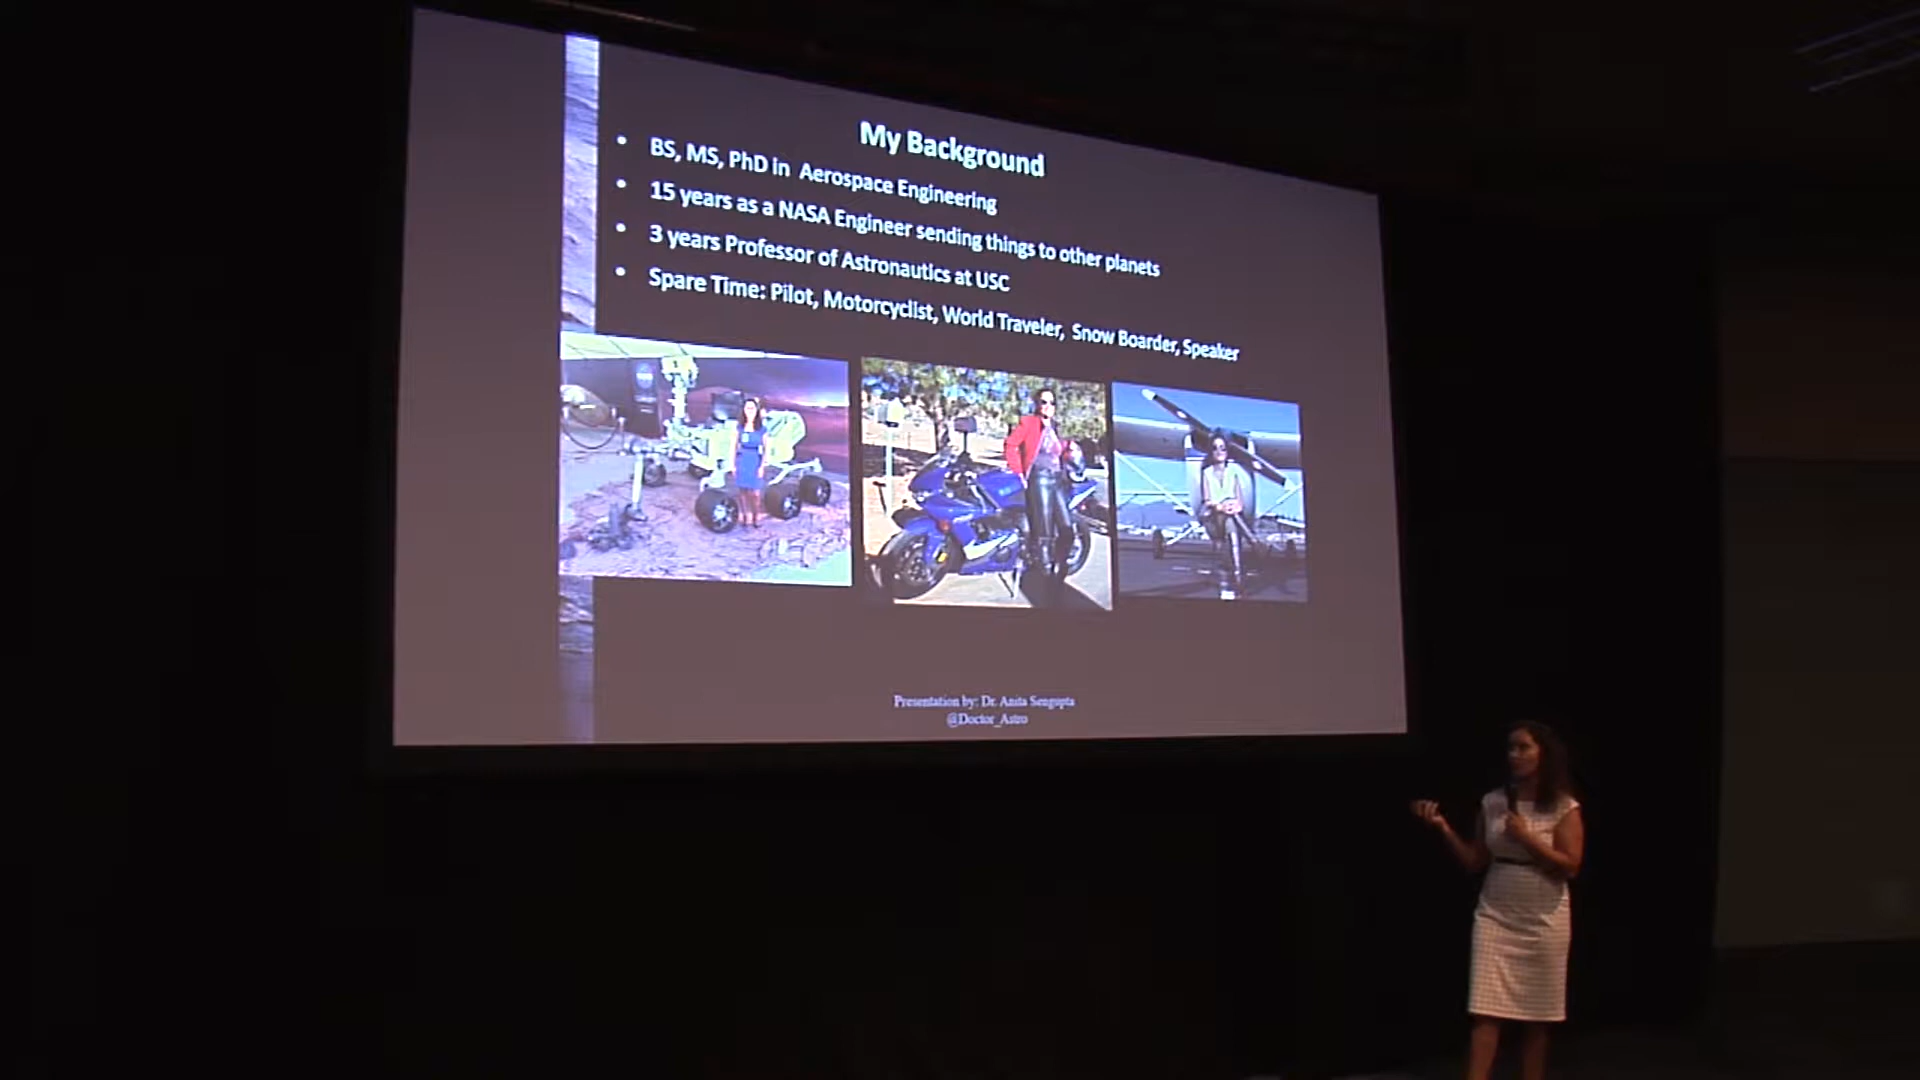 My Background
• BS, MS, PhD in Aerospace Engineering
• 15 years as a NASA Engineer sending things to other planets
• 3 years Professor of Astronautics at USC
• Spare Time: Pilot, Motorcyclist, World Traveler, Snow Boarder, Speaker
Presentation by: Dr. Anita Sengupta
@Doctor_Astro